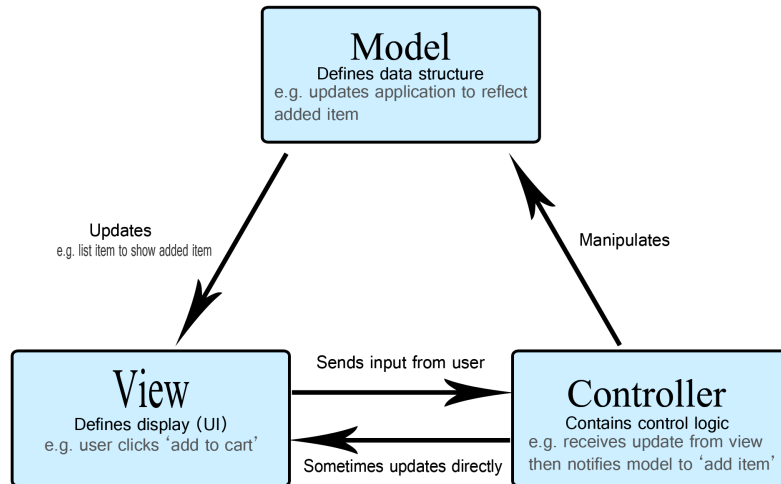 Model
Defines data structure
e.g. updates application to reflect
added item
Updates
e.g. list item to show added item
Manipulates
View
Defines display (UI)
e.g. user clicks ‘add to cart’
Sends input from user
Sometimes updates directly
Controller
Contains control logic
e.g. receives update from view
then notifies model to ‘add item’